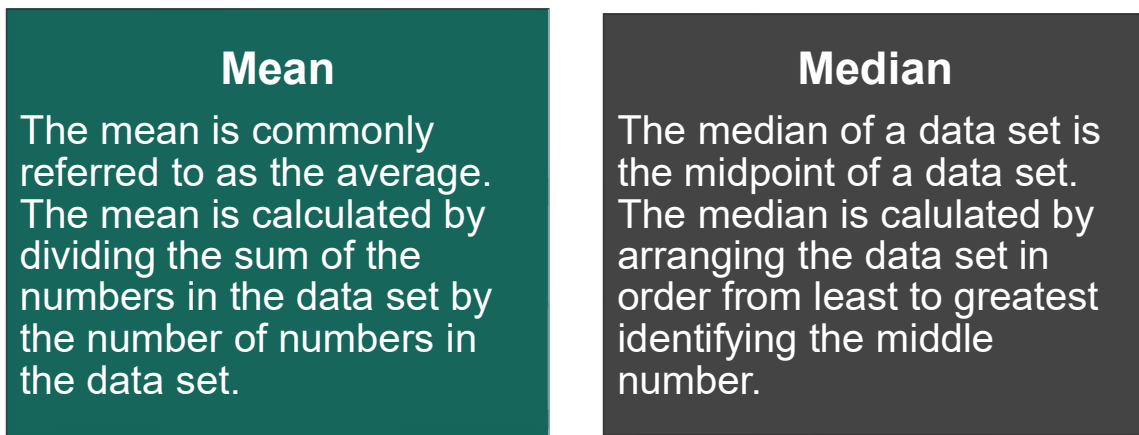 Mean
The mean is commonly
referred to as the average.
The mean is calculated by
dividing the sum of the
numbers in the data set by
the number of numbers in
the data set.
Median
The median of a data set is
the midpoint of a data set.
The median is calulated by
arranging the data set in
order from least to greatest
identifying the middle
number.